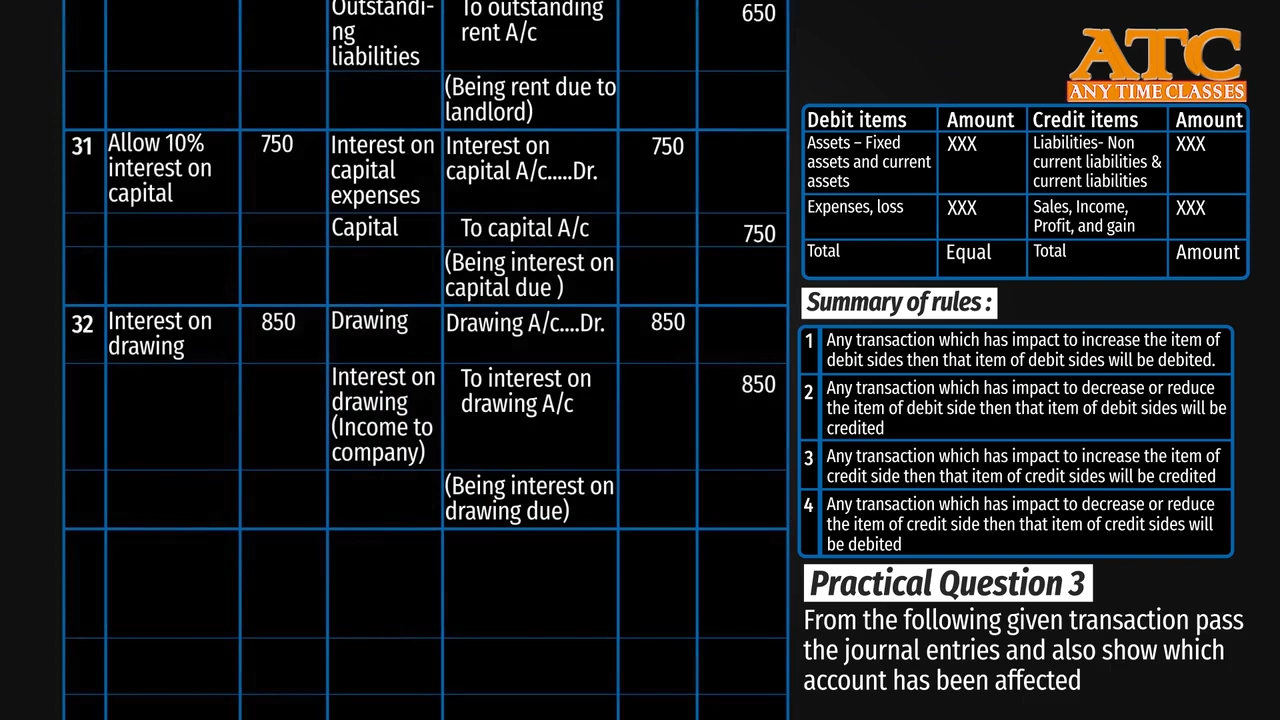 Outstandi-
ng
liabilities
To outstanding
rent A/c
650
(Being rent due to
landlord)
31
Allow 10%
interest on
capital
750
Interest on
capital
expenses
Interest on
capital A/c.....Dr.
750
Capital
To capital A/c
750
(Being interest on
capital due )
32
Interest on
drawing
850
Drawing
Drawing A/c....Dr.
850
Interest on
drawing
(Income to
company)
To interest on
drawing A/c
850
(Being interest on
drawing due)
ATC
ANY TIME CLASSES
Debit items
Amount
Credit items
Amount
Assets – Fixed
assets and current
assets
XXX
Liabilities- Non
current liabilities &
current liabilities
XXX
Expenses, loss
XXX
Sales, Income,
Profit, and gain
XXX
Total
Equal
Total
Amount
Summary of rules :
1
Any transaction which has impact to increase the item of
debit sides then that item of debit sides will be debited.
2
Any transaction which has impact to decrease or reduce
the item of debit side then that item of debit sides will be
credited
3
Any transaction which has impact to increase the item of
credit side then that item of credit sides will be credited
4
Any transaction which has impact to decrease or reduce
the item of credit side then that item of credit sides will
be debited
Practical Question 3
From the following given transaction pass
the journal entries and also show which
account has been affected